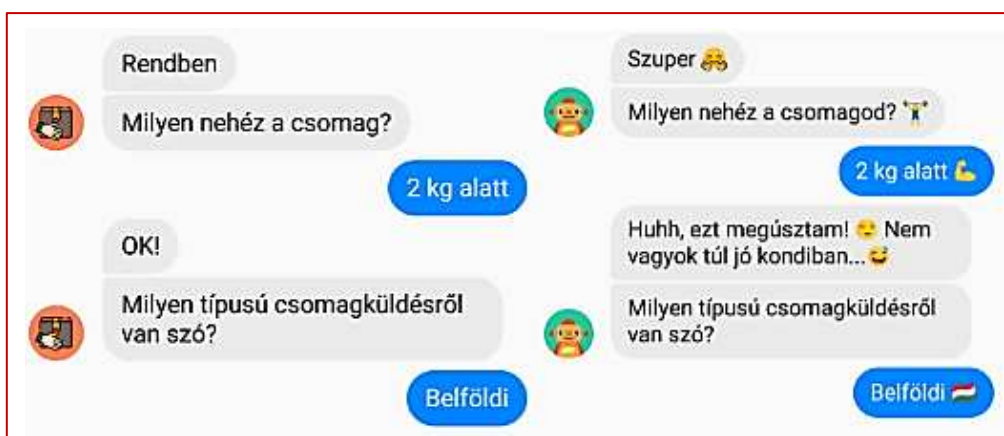 Rendben
Milyen nehéz a csomag?
2 kg alatt
OK!
Milyen típusú csomagküldésről
van szó?
Belföldi
Szuper 🤗
Milyen nehéz a csomagod? 🏋️
2 kg alatt 💪
Huhh, ezt megúsztam! 😌 Nem
vagyok túl jó kondiban...😅
Milyen típusú csomagküldésről
van szó?
Belföldi 🇭🇺